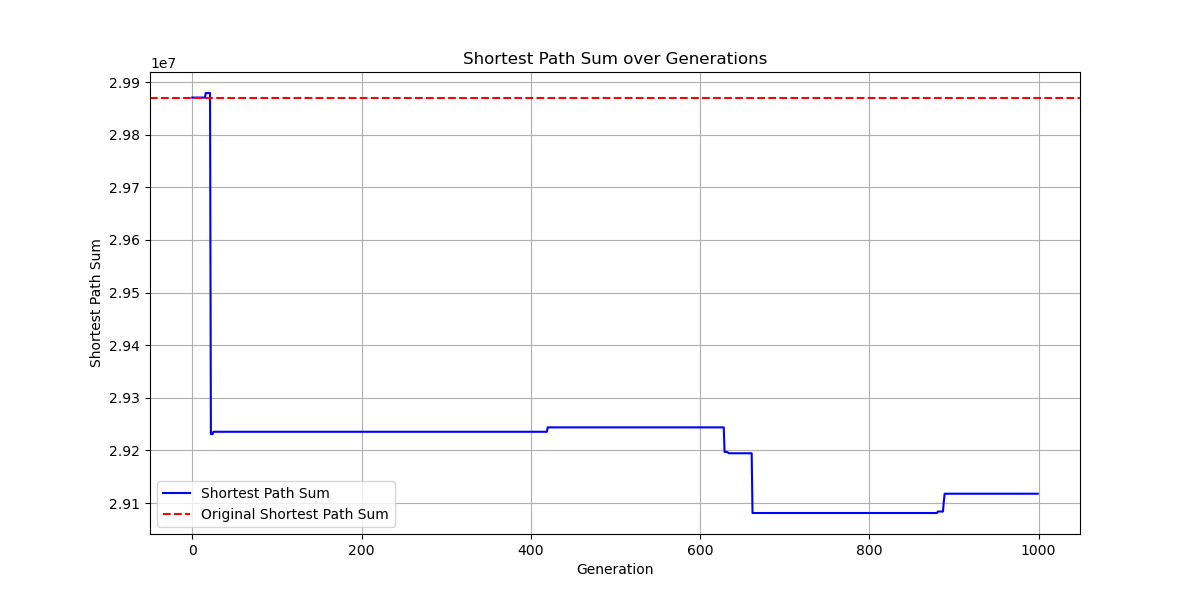 Shortest Path Sum over Generations
1e7
2.99
2.98
2.97
2.96
2.95
2.94
2.93
2.92
2.91
Shortest Path Sum
Shortest Path Sum
Original Shortest Path Sum
0 200 400 600 800 1000
Generation